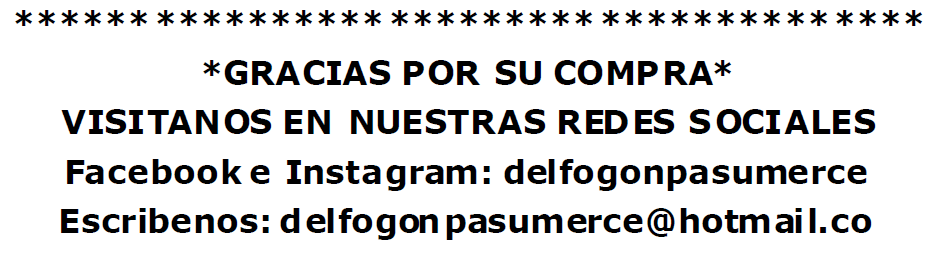 * * * * * * * * * * * * * * * * * * * * * * * * * * * * * * * * * * * * * * *
*GRACIAS POR SU COMPRA*
VISITANOS EN NUESTRAS REDES SOCIALES
Facebook e Instagram: delfogonpasumerce
Escribenos: delfogonpasumerce@hotmail.co